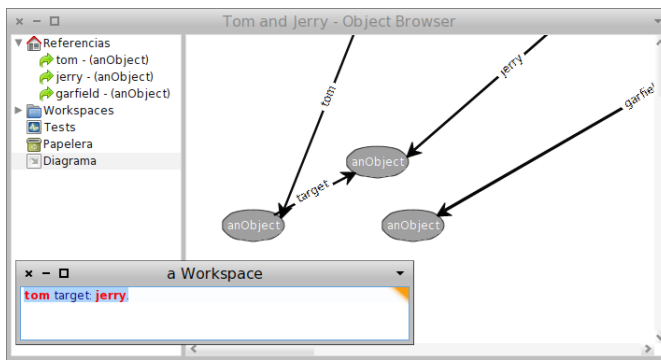 Tom and Jerry - Object Browser
Referencias
tom - (anObject)
jerry - (anObject)
garfield - (anObject)
Workspaces
Tests
Papelera
Diagrama
tom
jerry
garfiel
anObject
target
anObject
anObject
a Workspace
tom target: jerry.